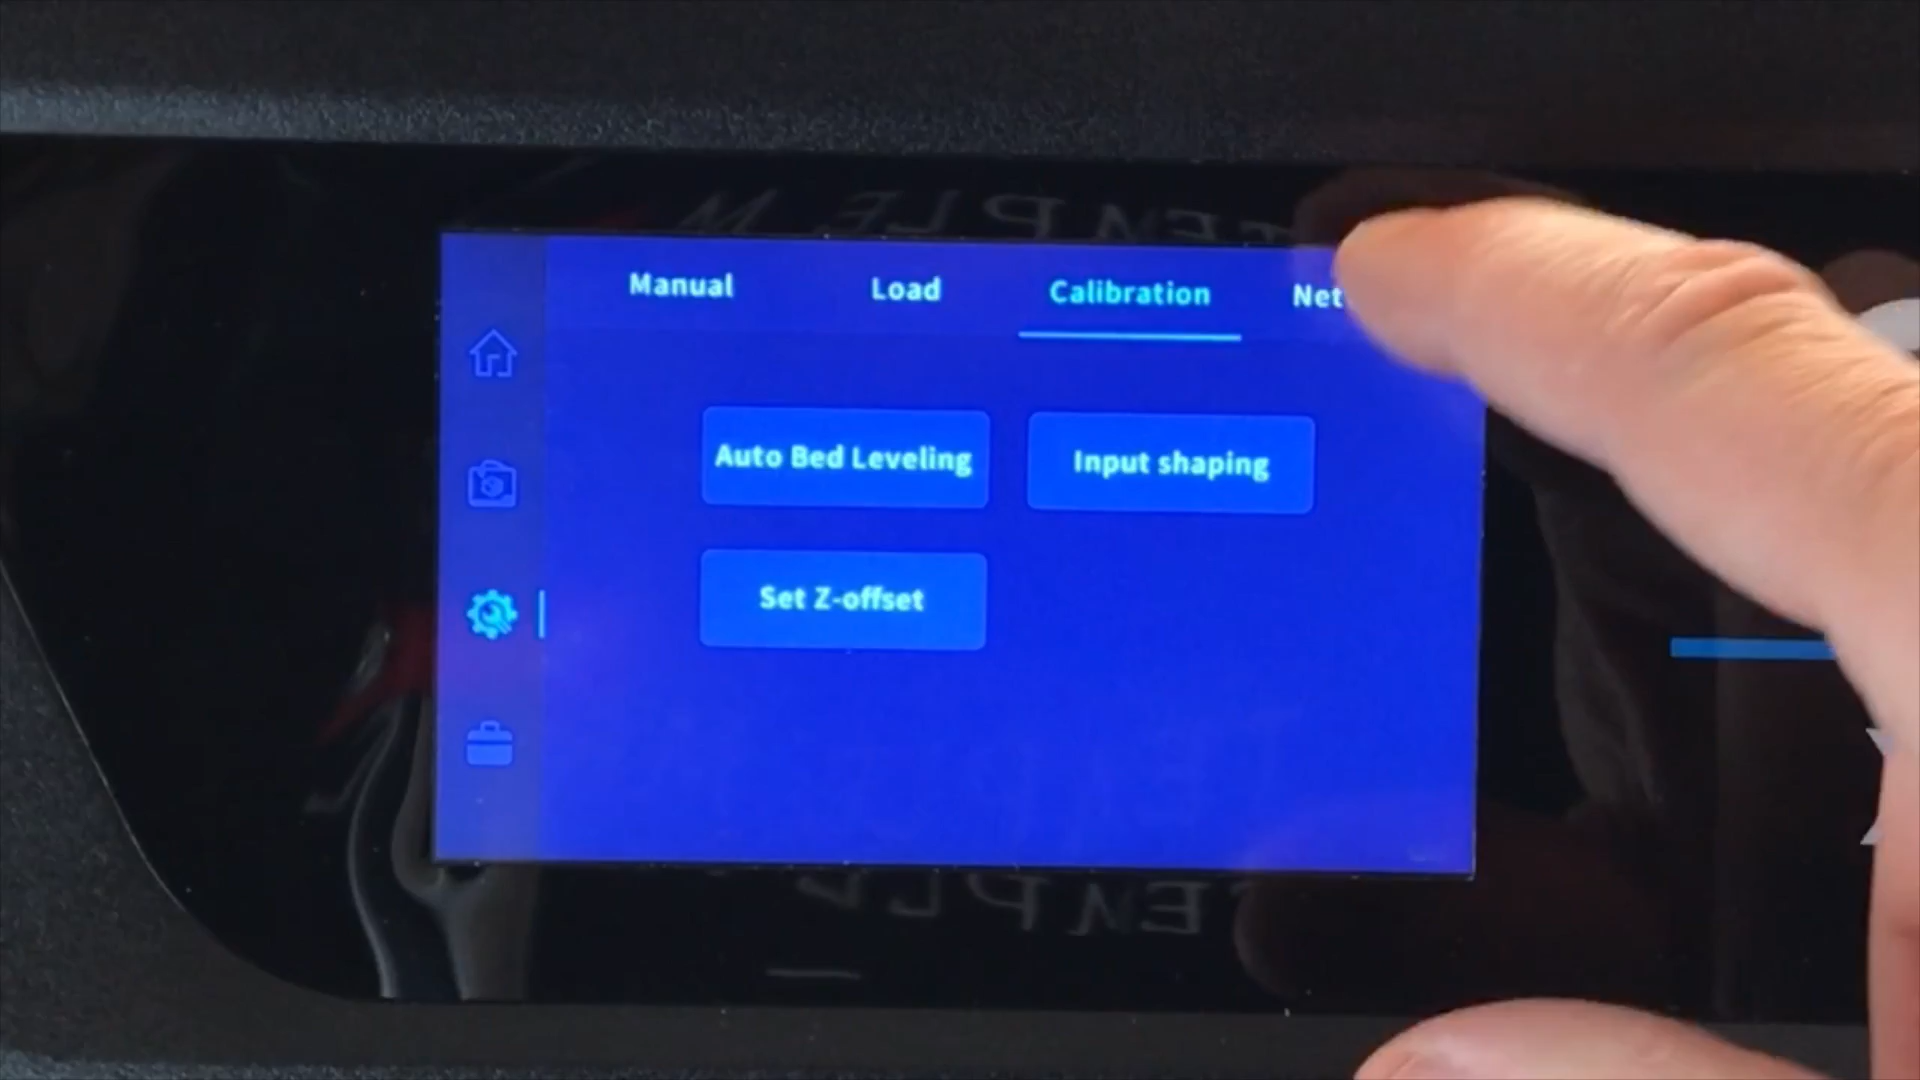 Manual Load Calibration Net
Auto Bed Leveling Input shaping
Set Z-offset